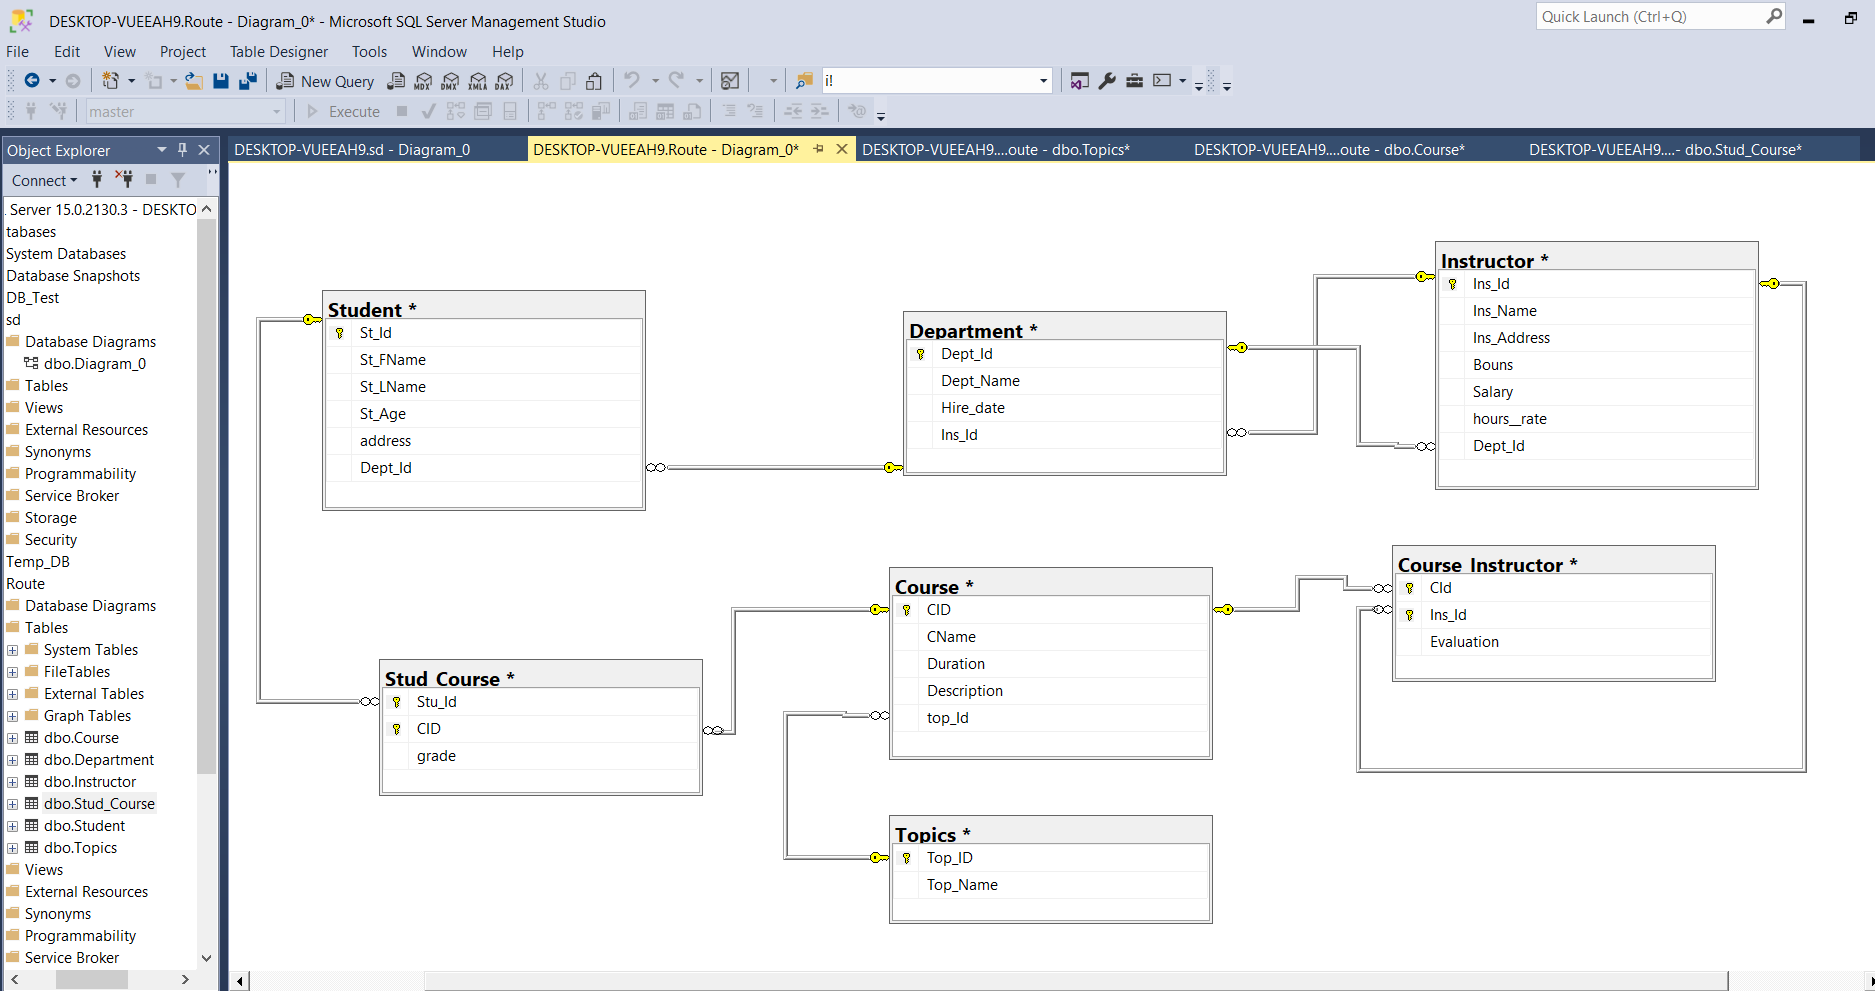 DESKTOP-VUEEAH9.Route - Diagram_0* - Microsoft SQL Server Management Studio
Quick Launch (Ctrl+Q)
File Edit View Project Table Designer Tools Window Help
New Query MDX DMX XMLA DAX i!
master Execute
Object Explorer
DESKTOP-VUEEAH9.sd - Diagram_0
DESKTOP-VUEEAH9.Route - Diagram_0*
DESKTOP-VUEEAH9....oute - dbo.Topics*
DESKTOP-VUEEAH9....oute - dbo.Course*
DESKTOP-VUEEAH9....- dbo.Stud_Course*
Connect
Server 15.0.2130.3 - DESKTO
tabases
System Databases
Database Snapshots
DB_Test
sd
Database Diagrams
dbo.Diagram_0
Tables
Views
External Resources
Synonyms
Programmability
Service Broker
Storage
Security
Temp_DB
Route
Database Diagrams
Tables
System Tables
FileTables
External Tables
Graph Tables
dbo.Course
dbo.Department
dbo.Instructor
dbo.Stud_Course
dbo.Student
dbo.Topics
Views
External Resources
Synonyms
Programmability
Service Broker
Student *
St_Id
St_FName
St_LName
St_Age
address
Dept_Id
Department *
Dept_Id
Dept_Name
Hire_date
Ins_Id
Instructor *
Ins_Id
Ins_Name
Ins_Address
Bouns
Salary
hours__rate
Dept_Id
Stud_Course *
Stu_Id
CID
grade
Course *
CID
CName
Duration
Description
top_Id
Course_Instructor *
CId
Ins_Id
Evaluation
Topics *
Top_ID
Top_Name